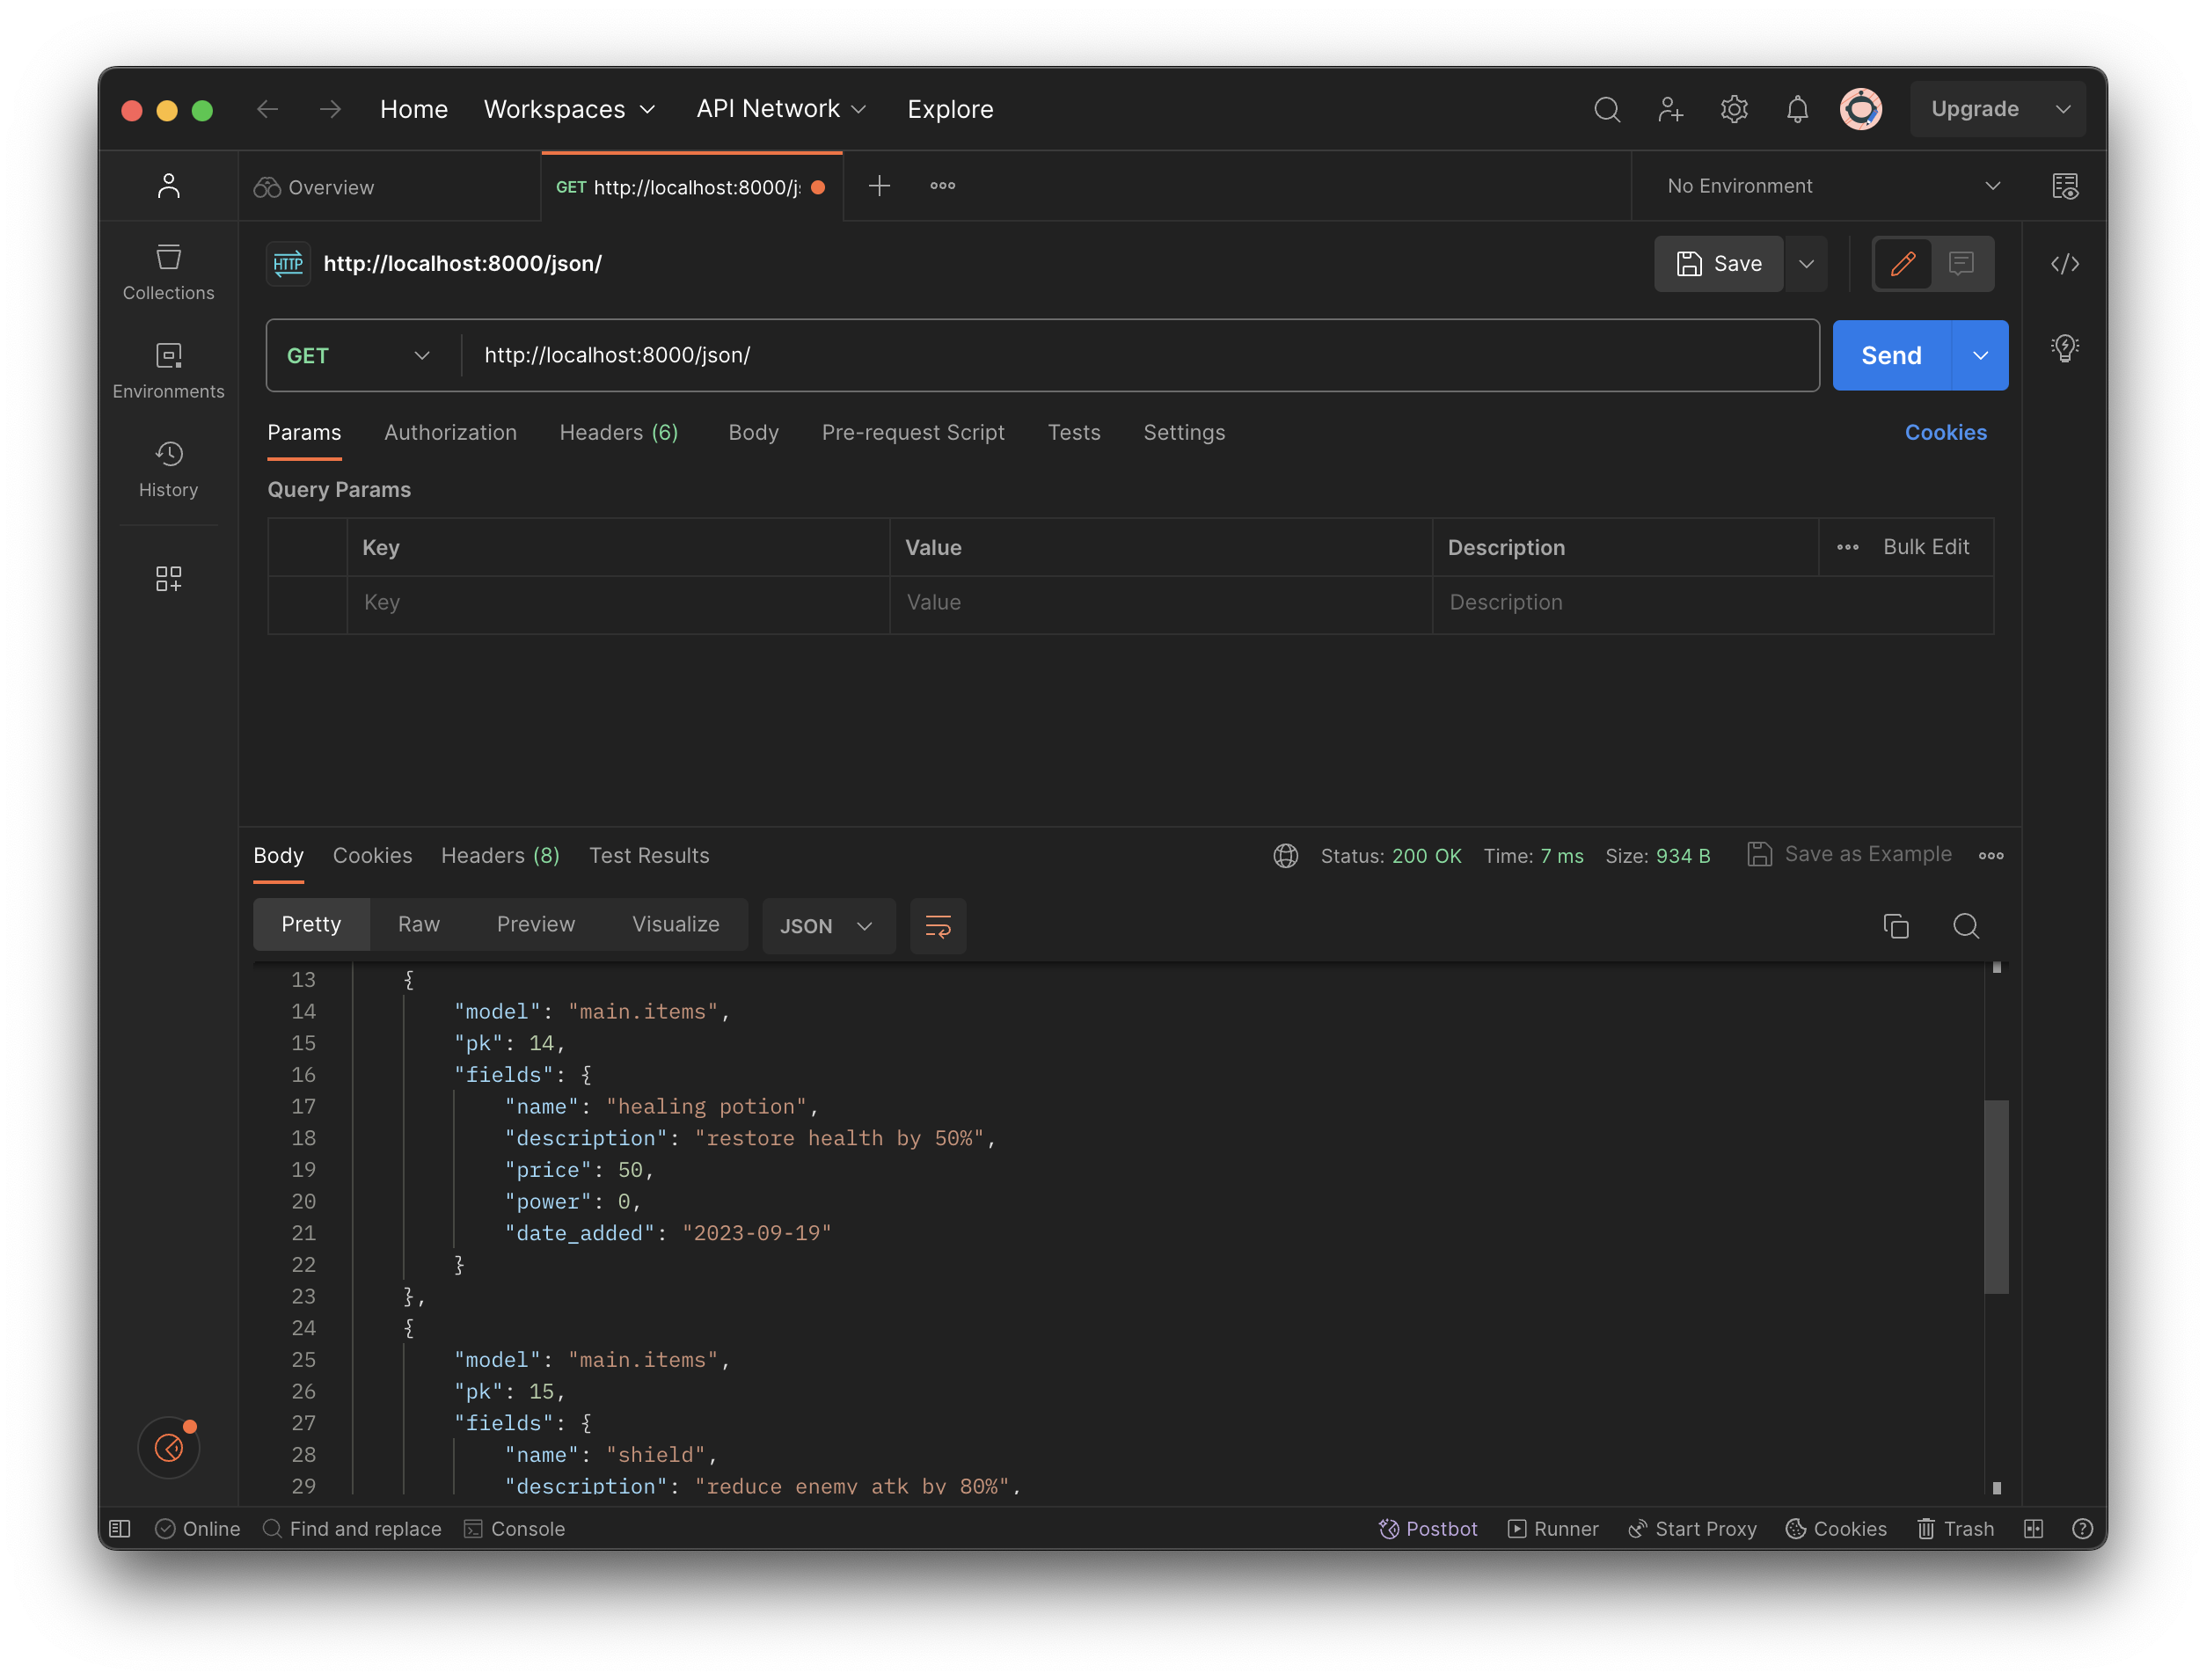 Home Workspaces API Network Explore Upgrade
Overview GET http://localhost:8000/j: No Environment
HTTP http://localhost:8000/json/ Save
Collections
GET http://localhost:8000/json/ Send
Environments
Params Authorization Headers (6) Body Pre-request Script Tests Settings Cookies
History
Query Params
Key Value Description Bulk Edit
Key Value Description
Body Cookies Headers (8) Test Results Status: 200 OK Time: 7 ms Size: 934 B Save as Example
Pretty Raw Preview Visualize JSON
13 {
14 "model": "main.items",
15 "pk": 14,
16 "fields": {
17 "name": "healing potion",
18 "description": "restore health by 50%",
19 "price": 50,
20 "power": 0,
21 "date_added": "2023-09-19"
22 }
23 },
24 {
25 "model": "main.items",
26 "pk": 15,
27 "fields": {
28 "name": "shield",
29 "description": "reduce enemy atk by 80%",
Online Find and replace Console Postbot Runner Start Proxy Cookies Trash